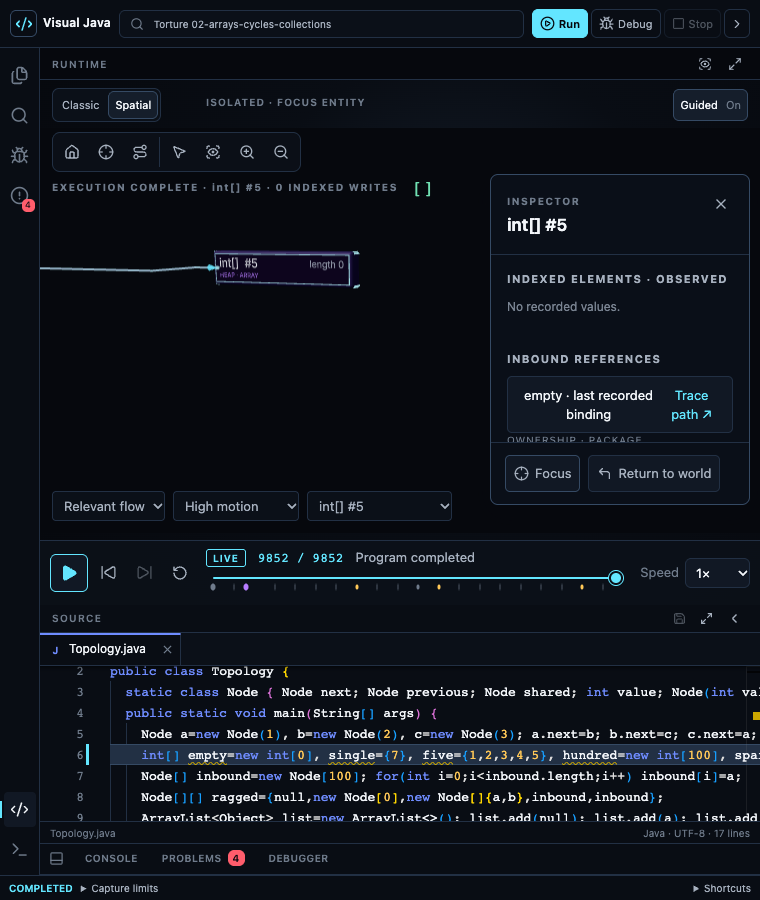 </> Visual Java
Torture 02-arrays-cycles-collections
Run
Debug
Stop
RUNTIME
Classic
Spatial
ISOLATED · FOCUS ENTITY
Guided On
EXECUTION COMPLETE · int[] #5 · 0 INDEXED WRITES [ ]
int[] #5 length 0
HEAP · ARRAY
INSPECTOR
int[] #5
INDEXED ELEMENTS · OBSERVED
No recorded values.
INBOUND REFERENCES
empty · last recorded binding
Trace path ↗
OWNERSHIP · PACKAGE
Focus
Return to world
Relevant flow
High motion
int[] #5
LIVE 9852 / 9852 Program completed
Speed 1×
SOURCE
J Topology.java
2 public class Topology {
3 static class Node { Node next; Node previous; Node shared; int value; Node(int val
4 public static void main(String[] args) {
5 Node a=new Node(1), b=new Node(2), c=new Node(3); a.next=b; b.next=c; c.next=a;
6 int[] empty=new int[0], single={7}, five={1,2,3,4,5}, hundred=new int[100], spar
7 Node[] inbound=new Node[100]; for(int i=0;i<inbound.length;i++) inbound[i]=a;
8 Node[][] ragged={null,new Node[0],new Node[]{a,b},inbound,inbound};
9 ArrayList<Object> list=new ArrayList<>(); list.add(null); list.add(a); list.add
Topology.java
Java · UTF-8 · 17 lines
4
CONSOLE
PROBLEMS 4
DEBUGGER
COMPLETED
Capture limits
Shortcuts